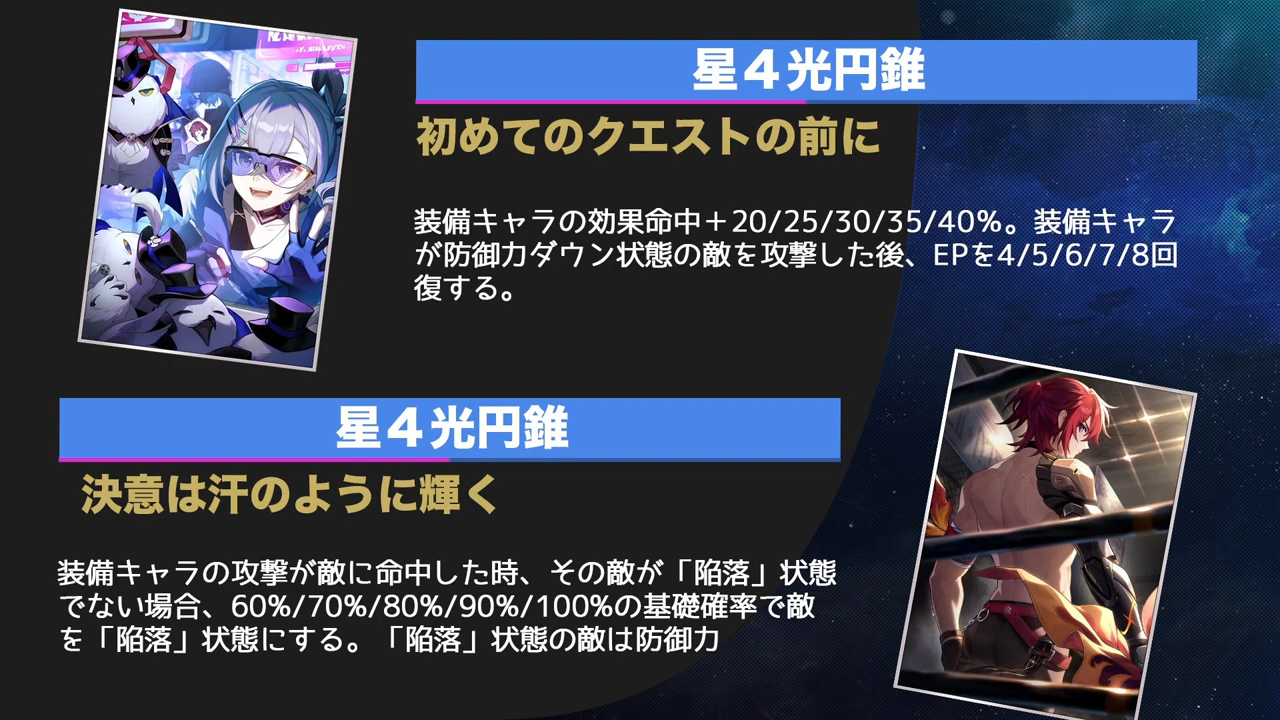 星４光円錐
初めてのクエストの前に
装備キャラの効果命中＋20/25/30/35/40%。装備キャラ
が防御力ダウン状態の敵を攻撃した後、EPを4/5/6/7/8回
復する。
星４光円錐
決意は汗のように輝く
装備キャラの攻撃が敵に命中した時、その敵が「陥落」状態
でない場合、60%/70%/80%/90%/100%の基礎確率で敵
を「陥落」状態にする。「陥落」状態の敵は防御力